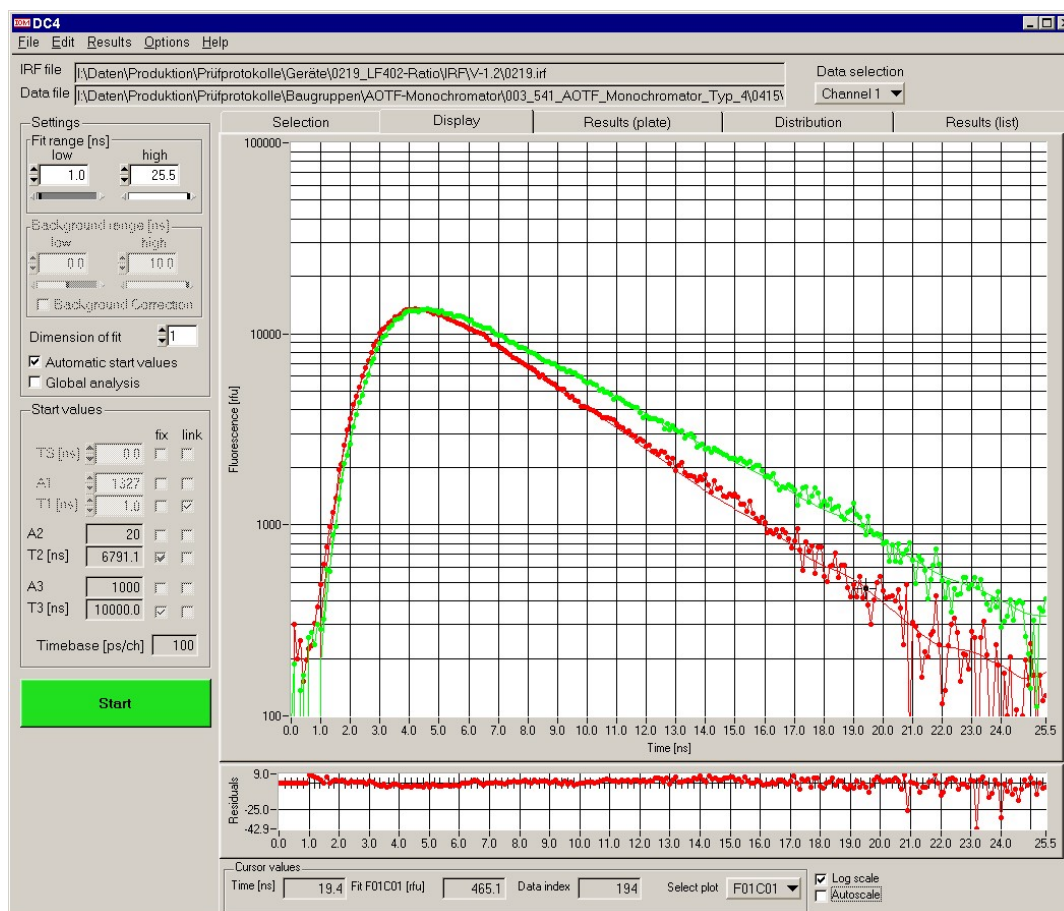 IOM DC4
File Edit Results Options Help
IRF file I:\Daten\Produktion\Prüfprotokolle\Geräte\0219_LF402-Ratio\IRF\V-1.2\0219.irf
Data selection
Data file I:\Daten\Produktion\Prüfprotokolle\Baugruppen\AOTF-Monochromator\003_541_AOTF_Monochromator_Typ_4\0415\
Channel 1
Selection Display Results (plate) Distribution Results (list)
Settings
Fit range [ns]
low high
1.0 25.5
Background range [ns]
low high
0.0 10.0
Background Correction
Dimension of fit 1
Automatic start values
Global analysis
Start values
fix link
TS [ns] 0.0
A1 1327
T1 [ns] 1.0
A2 20
T2 [ns] 6791.1
A3 1000
T3 [ns] 10000.0
Timebase [ps/ch] 100
Start
100000
10000
1000
100
Fluorescence [rfu]
0.0 1.0 2.0 3.0 4.0 5.0 6.0 7.0 8.0 9.0 10.0 11.0 12.0 13.0 14.0 15.0 16.0 17.0 18.0 19.0 20.0 21.0 22.0 23.0 24.0 25.5
Time [ns]
9.0
-25.0
-42.9
Residuals
0.0 1.0 2.0 3.0 4.0 5.0 6.0 7.0 8.0 9.0 10.0 11.0 12.0 13.0 14.0 15.0 16.0 17.0 18.0 19.0 20.0 21.0 22.0 23.0 24.0 25.5
Cursor values
Time [ns] 19.4 Fit F01C01 [rfu] 465.1 Data index 194 Select plot F01C01
Log scale
Autoscale